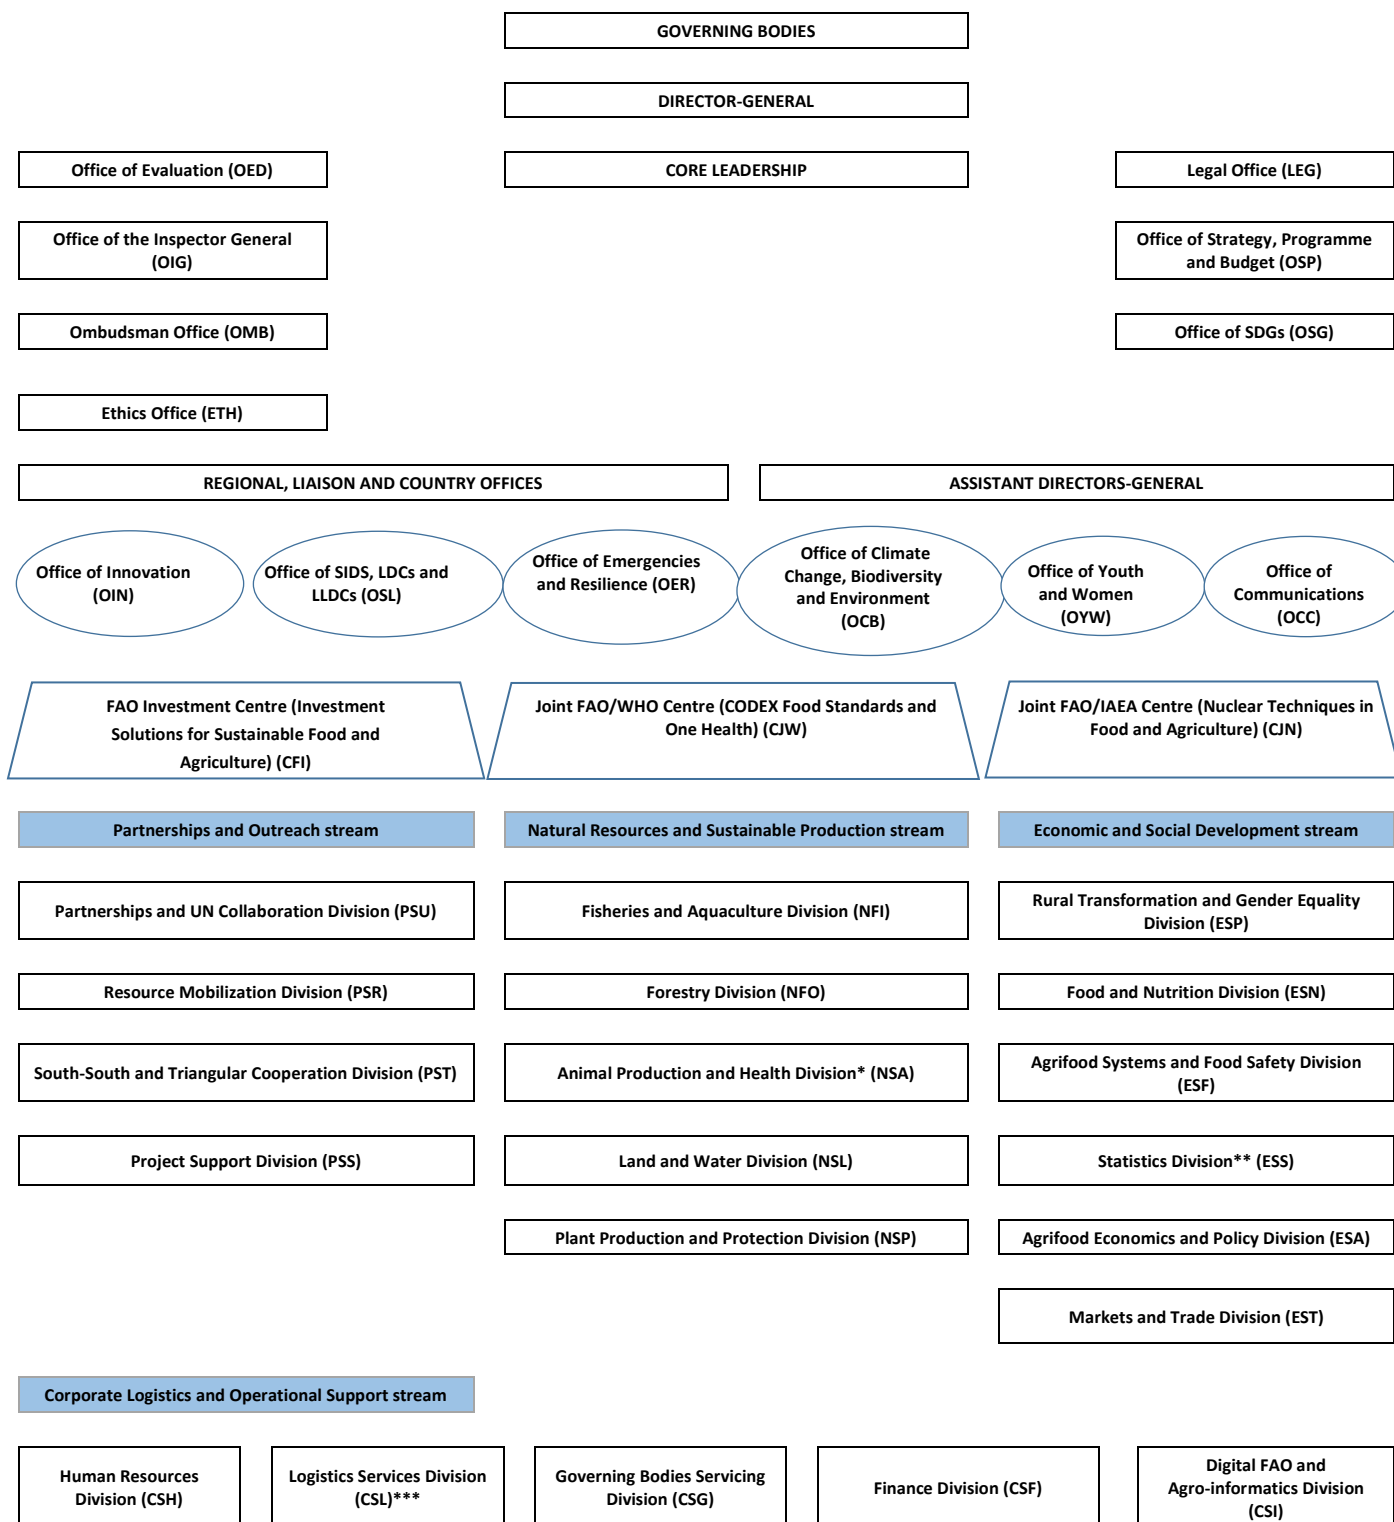 GOVERNING BODIES
DIRECTOR-GENERAL
Office of Evaluation (OED)
CORE LEADERSHIP
Legal Office (LEG)
Office of the Inspector General
(OIG)
Office of Strategy, Programme
and Budget (OSP)
Ombudsman Office (OMB)
Office of SDGs (OSG)
Ethics Office (ETH)
REGIONAL, LIAISON AND COUNTRY OFFICES
ASSISTANT DIRECTORS-GENERAL
Office of Innovation
(OIN)
Office of SIDS, LDCs and
LLDCs (OSL)
Office of Emergencies
and Resilience (OER)
Office of Climate
Change, Biodiversity
and Environment
(OCB)
Office of Youth
and Women
(OYW)
Office of
Communications
(OCC)
FAO Investment Centre (Investment
Solutions for Sustainable Food and
Agriculture) (CFI)
Joint FAO/WHO Centre (CODEX Food Standards and
One Health) (CJW)
Joint FAO/IAEA Centre (Nuclear Techniques in
Food and Agriculture) (CJN)
Partnerships and Outreach stream
Natural Resources and Sustainable Production stream
Economic and Social Development stream
Partnerships and UN Collaboration Division (PSU)
Fisheries and Aquaculture Division (NFI)
Rural Transformation and Gender Equality
Division (ESP)
Resource Mobilization Division (PSR)
Forestry Division (NFO)
Food and Nutrition Division (ESN)
South-South and Triangular Cooperation Division (PST)
Animal Production and Health Division* (NSA)
Agrifood Systems and Food Safety Division
(ESF)
Project Support Division (PSS)
Land and Water Division (NSL)
Statistics Division** (ESS)
Plant Production and Protection Division (NSP)
Agrifood Economics and Policy Division (ESA)
Markets and Trade Division (EST)
Corporate Logistics and Operational Support stream
Human Resources
Division (CSH)
Logistics Services Division
(CSL)***
Governing Bodies Servicing
Division (CSG)
Finance Division (CSF)
Digital FAO and
Agro-informatics Division
(CSI)